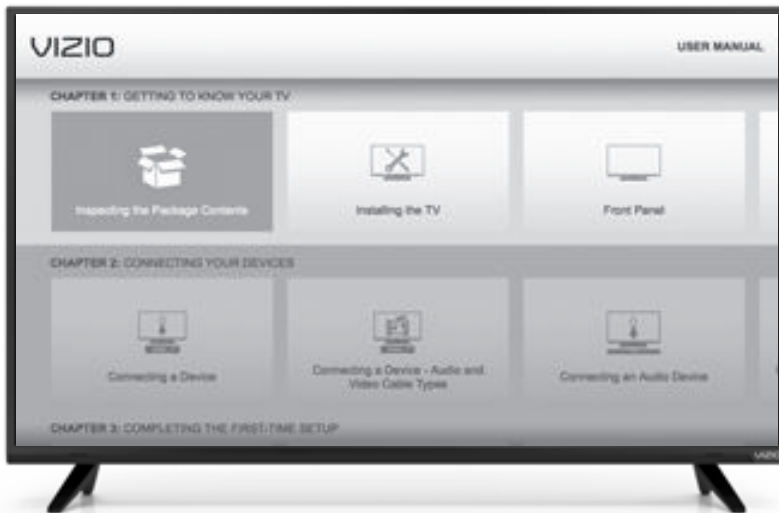 VIZIO
USER MANUAL
CHAPTER 1: GETTING TO KNOW YOUR TV
Inspecting the Package Contents
Installing the TV
Front Panel
CHAPTER 2: CONNECTING YOUR DEVICES
Connecting a Device
Connecting a Device - Audio and
Video Cable Types
Connecting an Audio Device
CHAPTER 3: COMPLETING THE FIRST-TIME SETUP
VIZIO